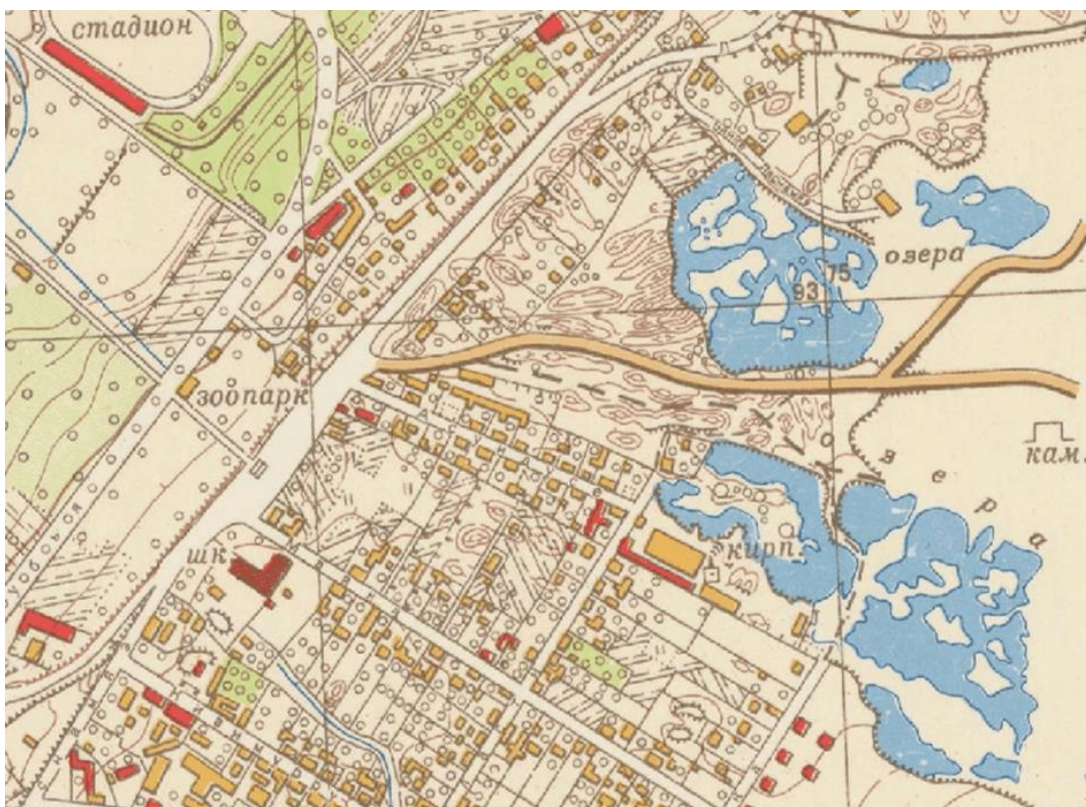 стадион
озера
75
93
зоопарк
кам.
озера
шк
кирп.